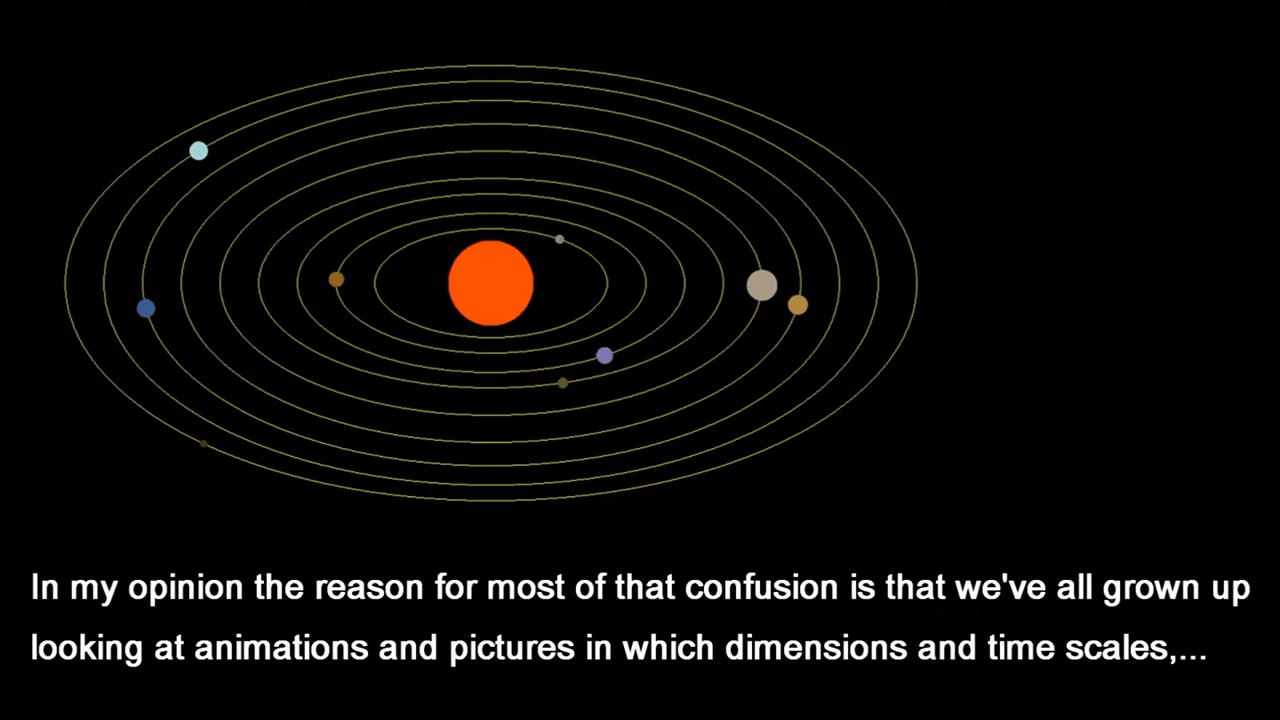 In my opinion the reason for most of that confusion is that we've all grown up
looking at animations and pictures in which dimensions and time scales,...